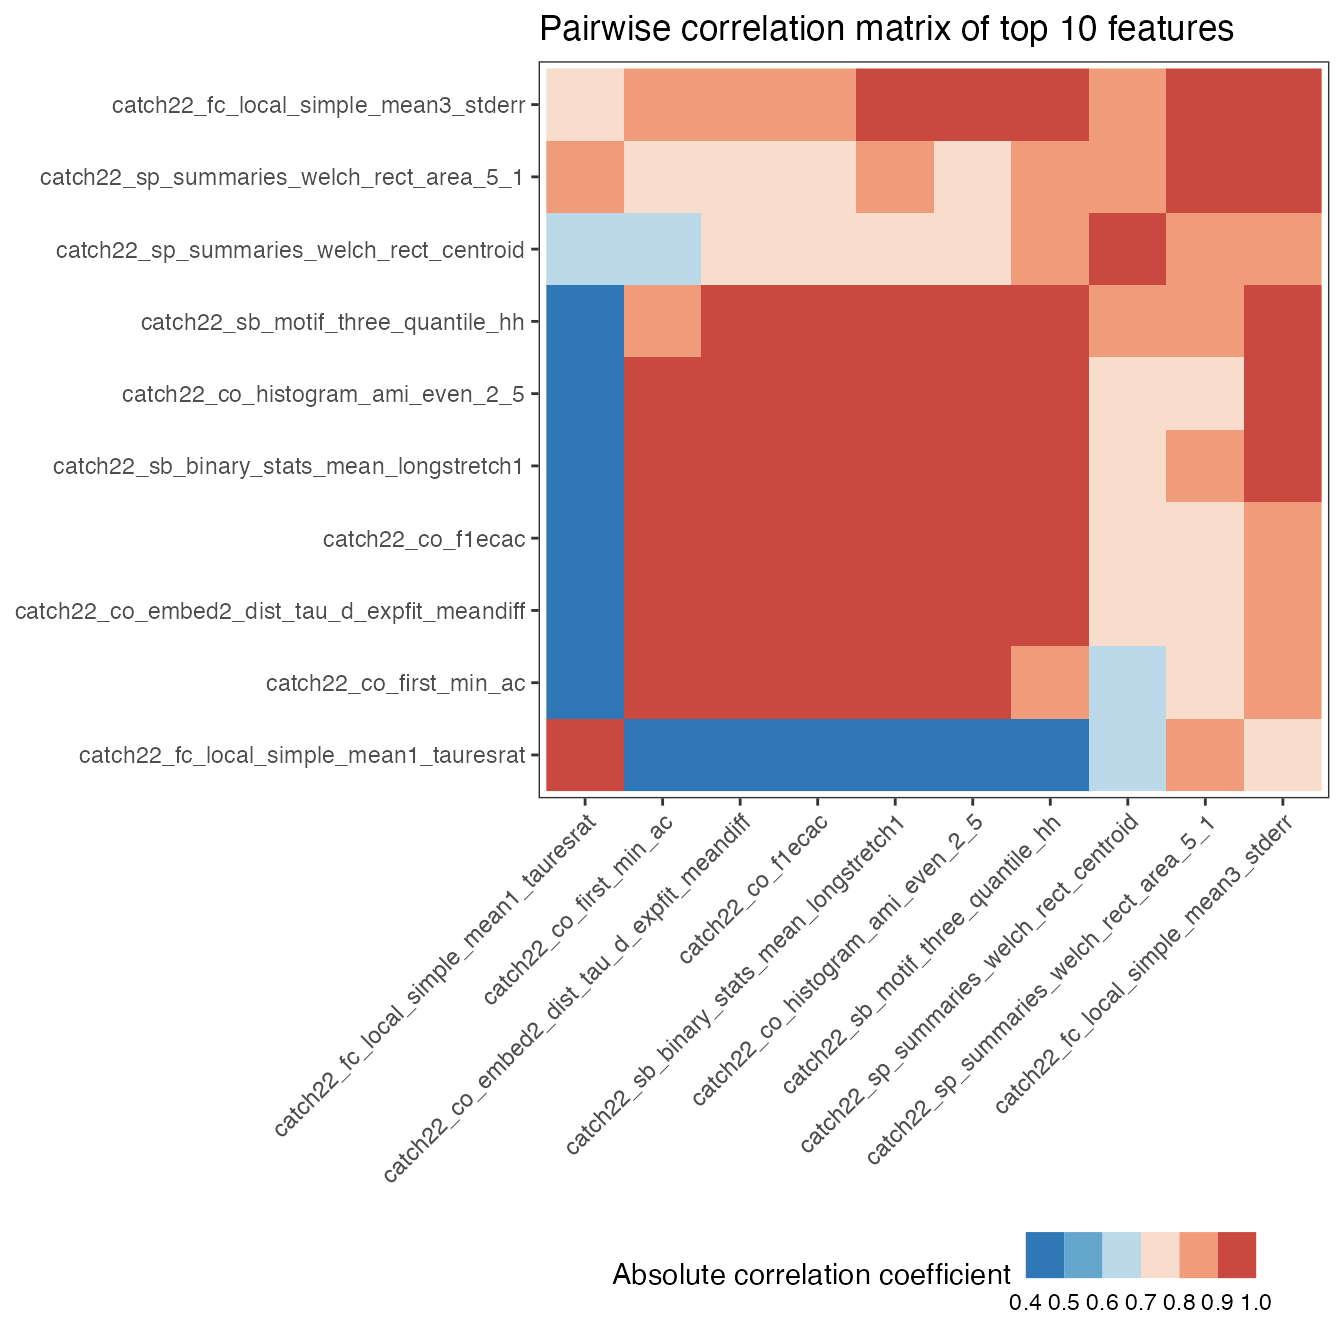 Pairwise correlation matrix of top 10 features
catch22_fc_local_simple_mean3_stderr
catch22_sp_summaries_welch_rect_area_5_1
catch22_sp_summaries_welch_rect_centroid
catch22_sb_motif_three_quantile_hh
catch22_co_histogram_ami_even_2_5
catch22_sb_binary_stats_mean_longstretch1
catch22_co_f1ecac
catch22_co_embed2_dist_tau_d_expfit_meandiff
catch22_co_first_min_ac
catch22_fc_local_simple_mean1_tauresrat
catch22_fc_local_simple_mean1_tauresrat
catch22_co_first_min_ac
catch22_co_embed2_dist_tau_d_expfit_meandiff
catch22_co_f1ecac
catch22_sb_binary_stats_mean_longstretch1
catch22_co_histogram_ami_even_2_5
catch22_sb_motif_three_quantile_hh
catch22_sp_summaries_welch_rect_centroid
catch22_sp_summaries_welch_rect_area_5_1
catch22_fc_local_simple_mean3_stderr
Absolute correlation coefficient
0.4 0.5 0.6 0.7 0.8 0.9 1.0